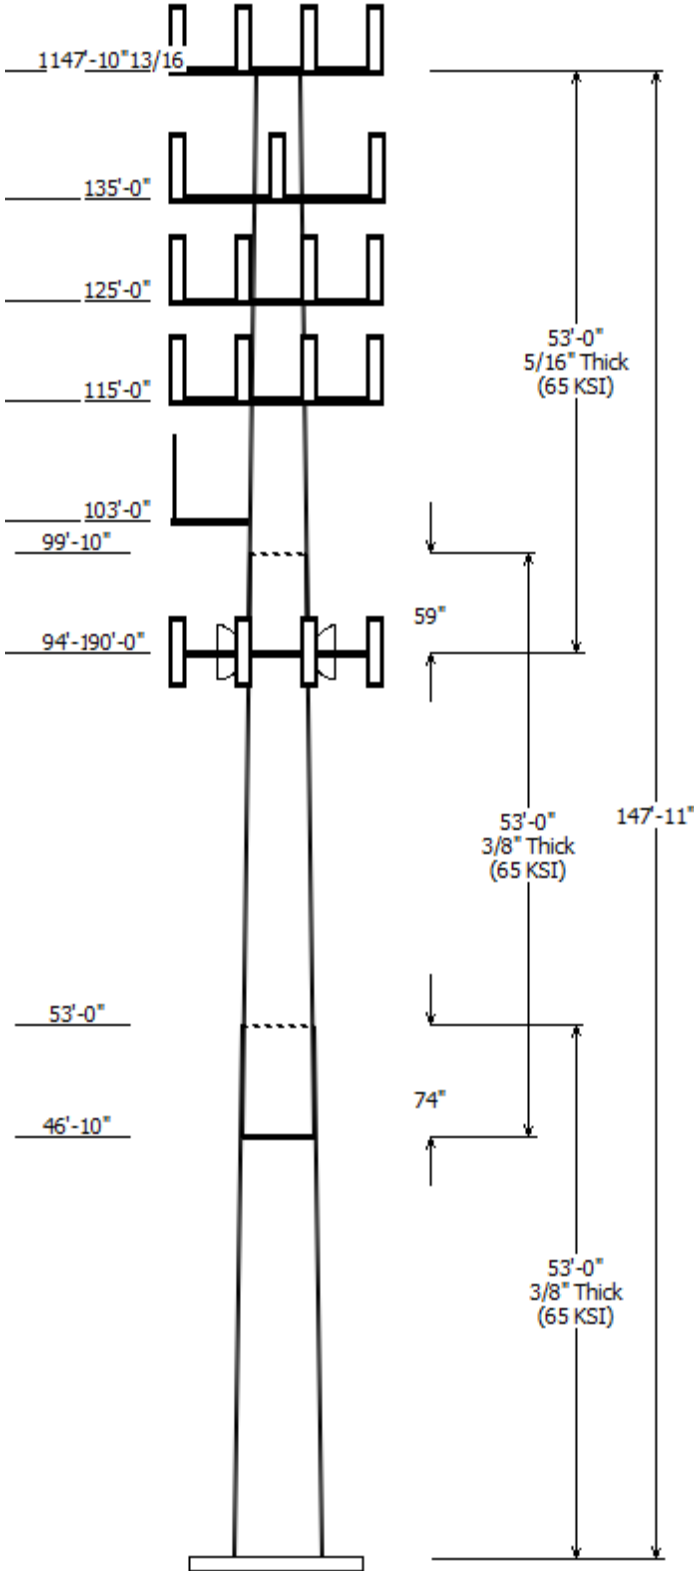 1147'-10"13/16
135'-0"
125'-0"
115'-0"
103'-0"
99'-10"
94'-190'-0"
53'-0"
46'-10"
53'-0"
5/16" Thick
(65 KSI)
59"
53'-0"
3/8" Thick
(65 KSI)
147'-11"
74"
53'-0"
3/8" Thick
(65 KSI)